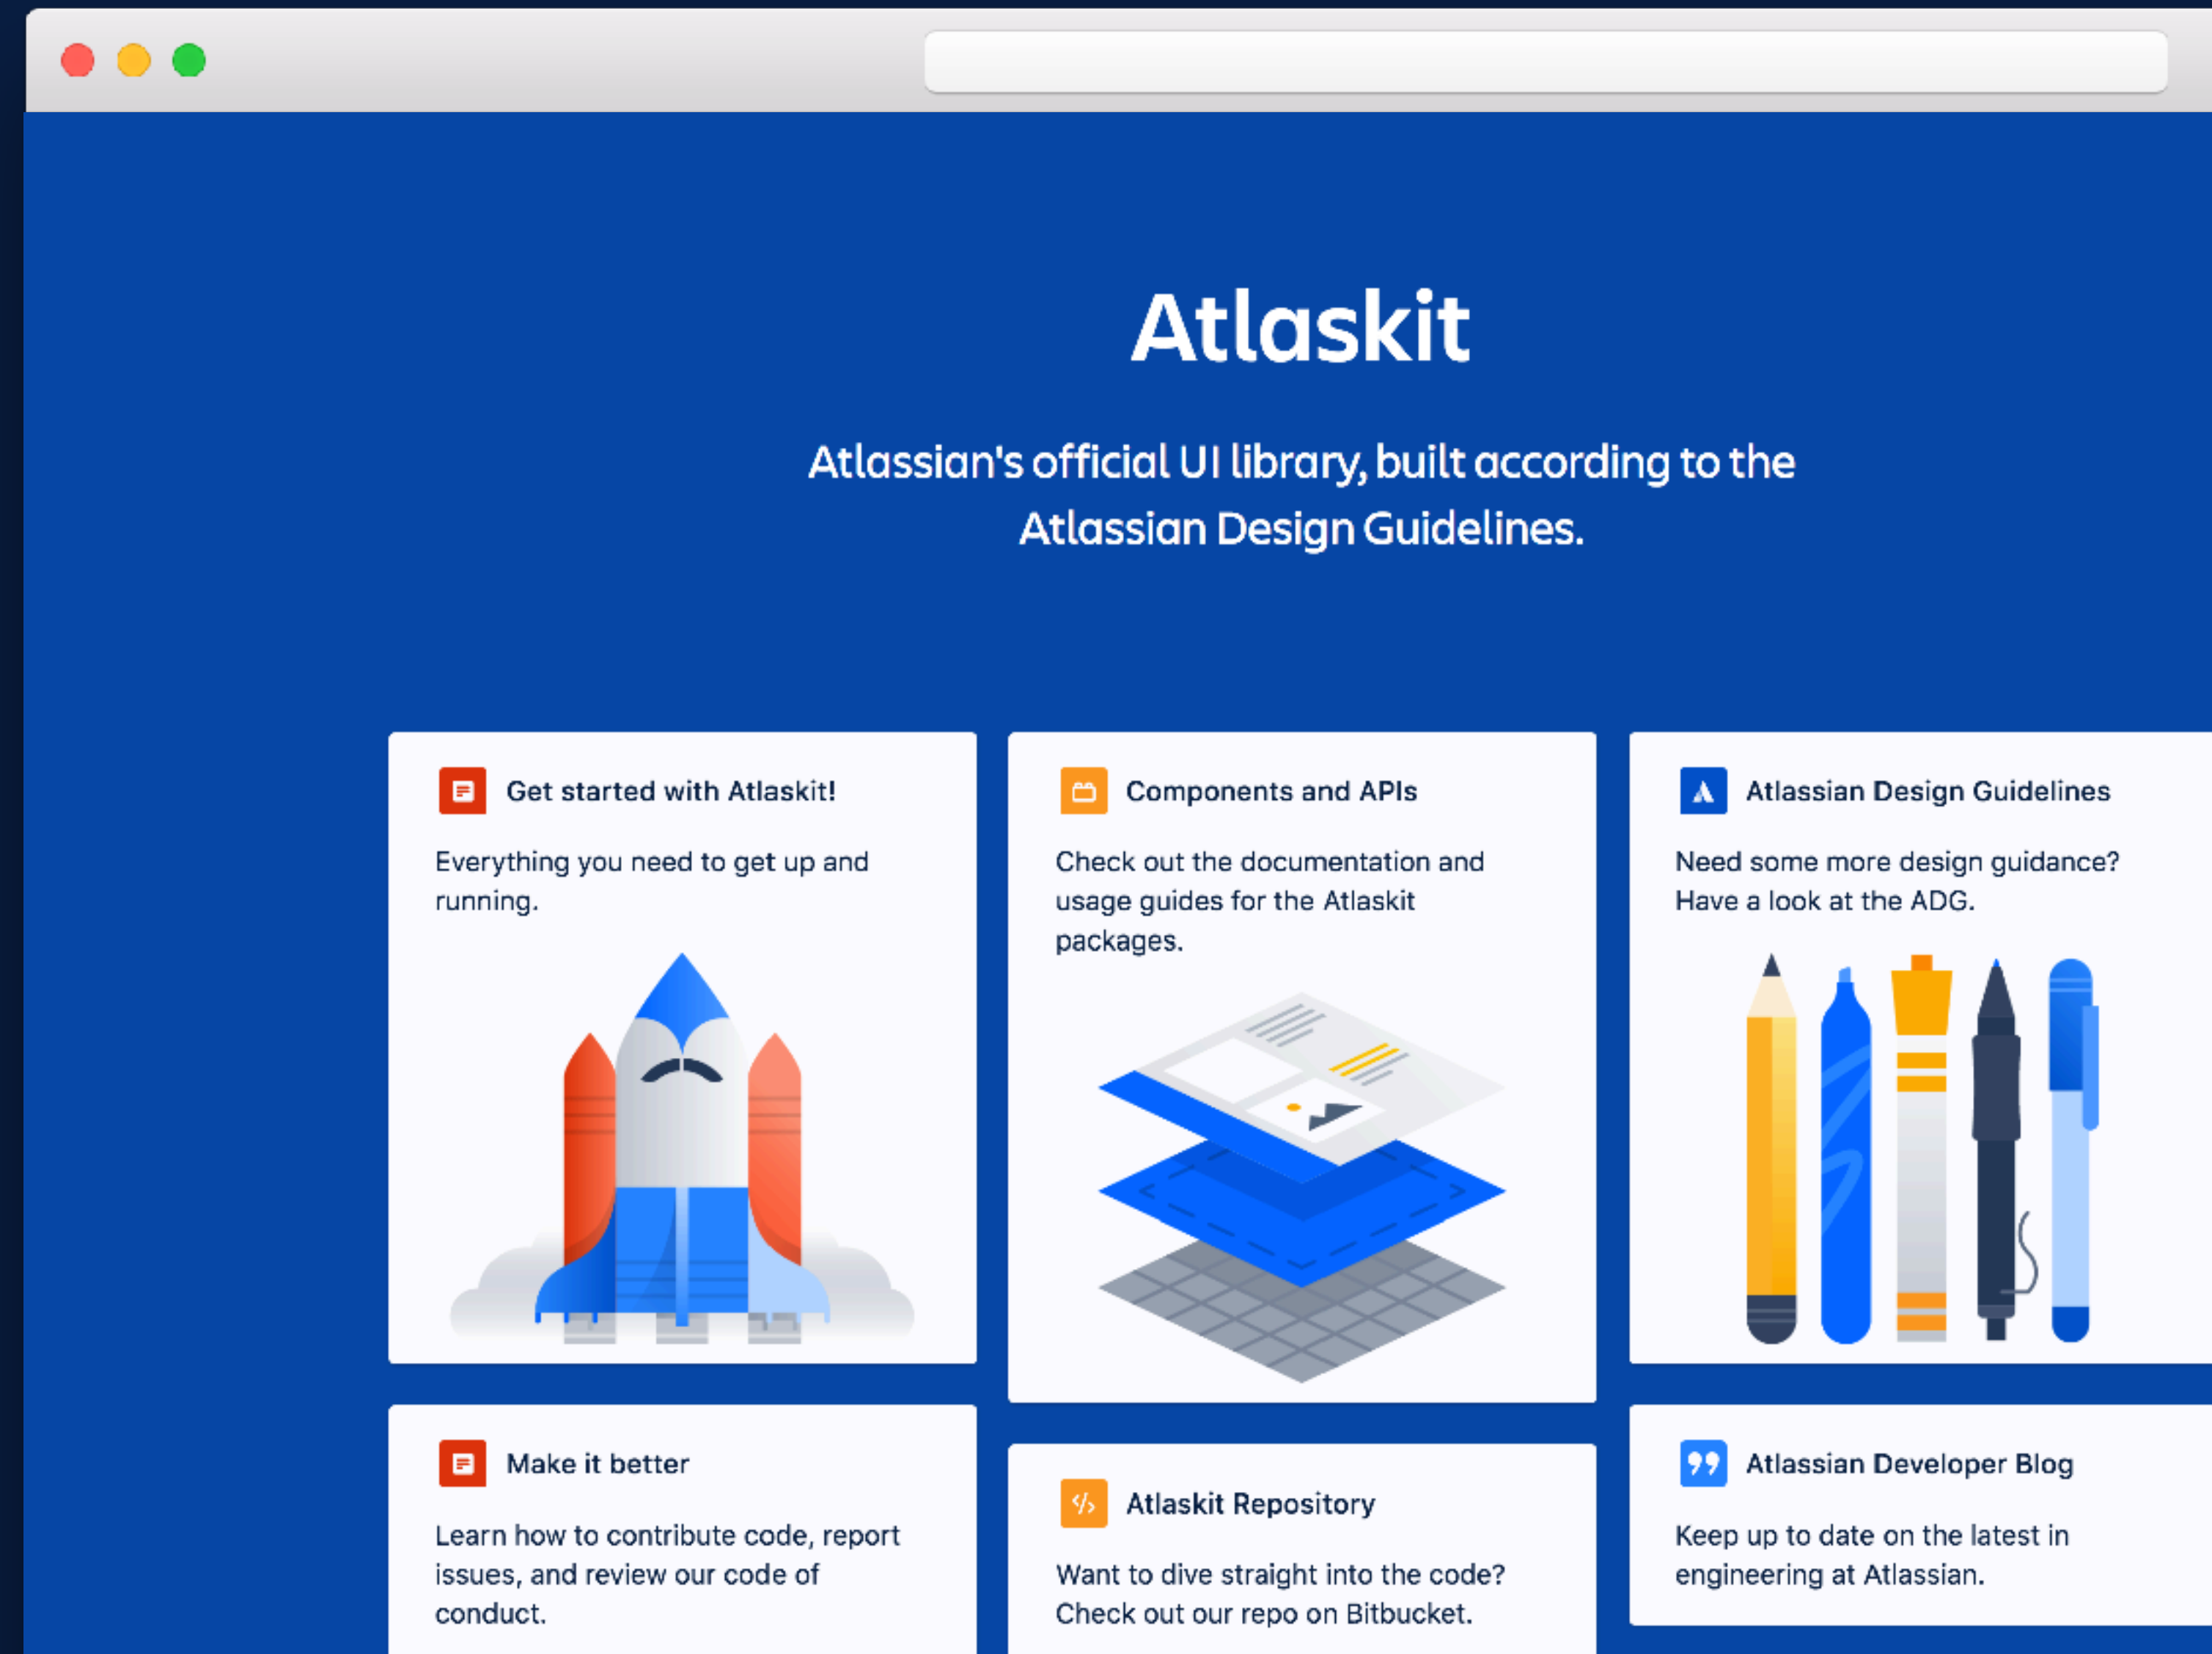 Atlaskit
Atlassian's official UI library, built according to the
Atlassian Design Guidelines.
Get started with Atlaskit!
Everything you need to get up and
running.
Components and APIs
Check out the documentation and
usage guides for the Atlaskit
packages.
Atlassian Design Guidelines
Need some more design guidance?
Have a look at the ADG.
Make it better
Learn how to contribute code, report
issues, and review our code of
conduct.
Atlaskit Repository
Want to dive straight into the code?
Check out our repo on Bitbucket.
Atlassian Developer Blog
Keep up to date on the latest in
engineering at Atlassian.